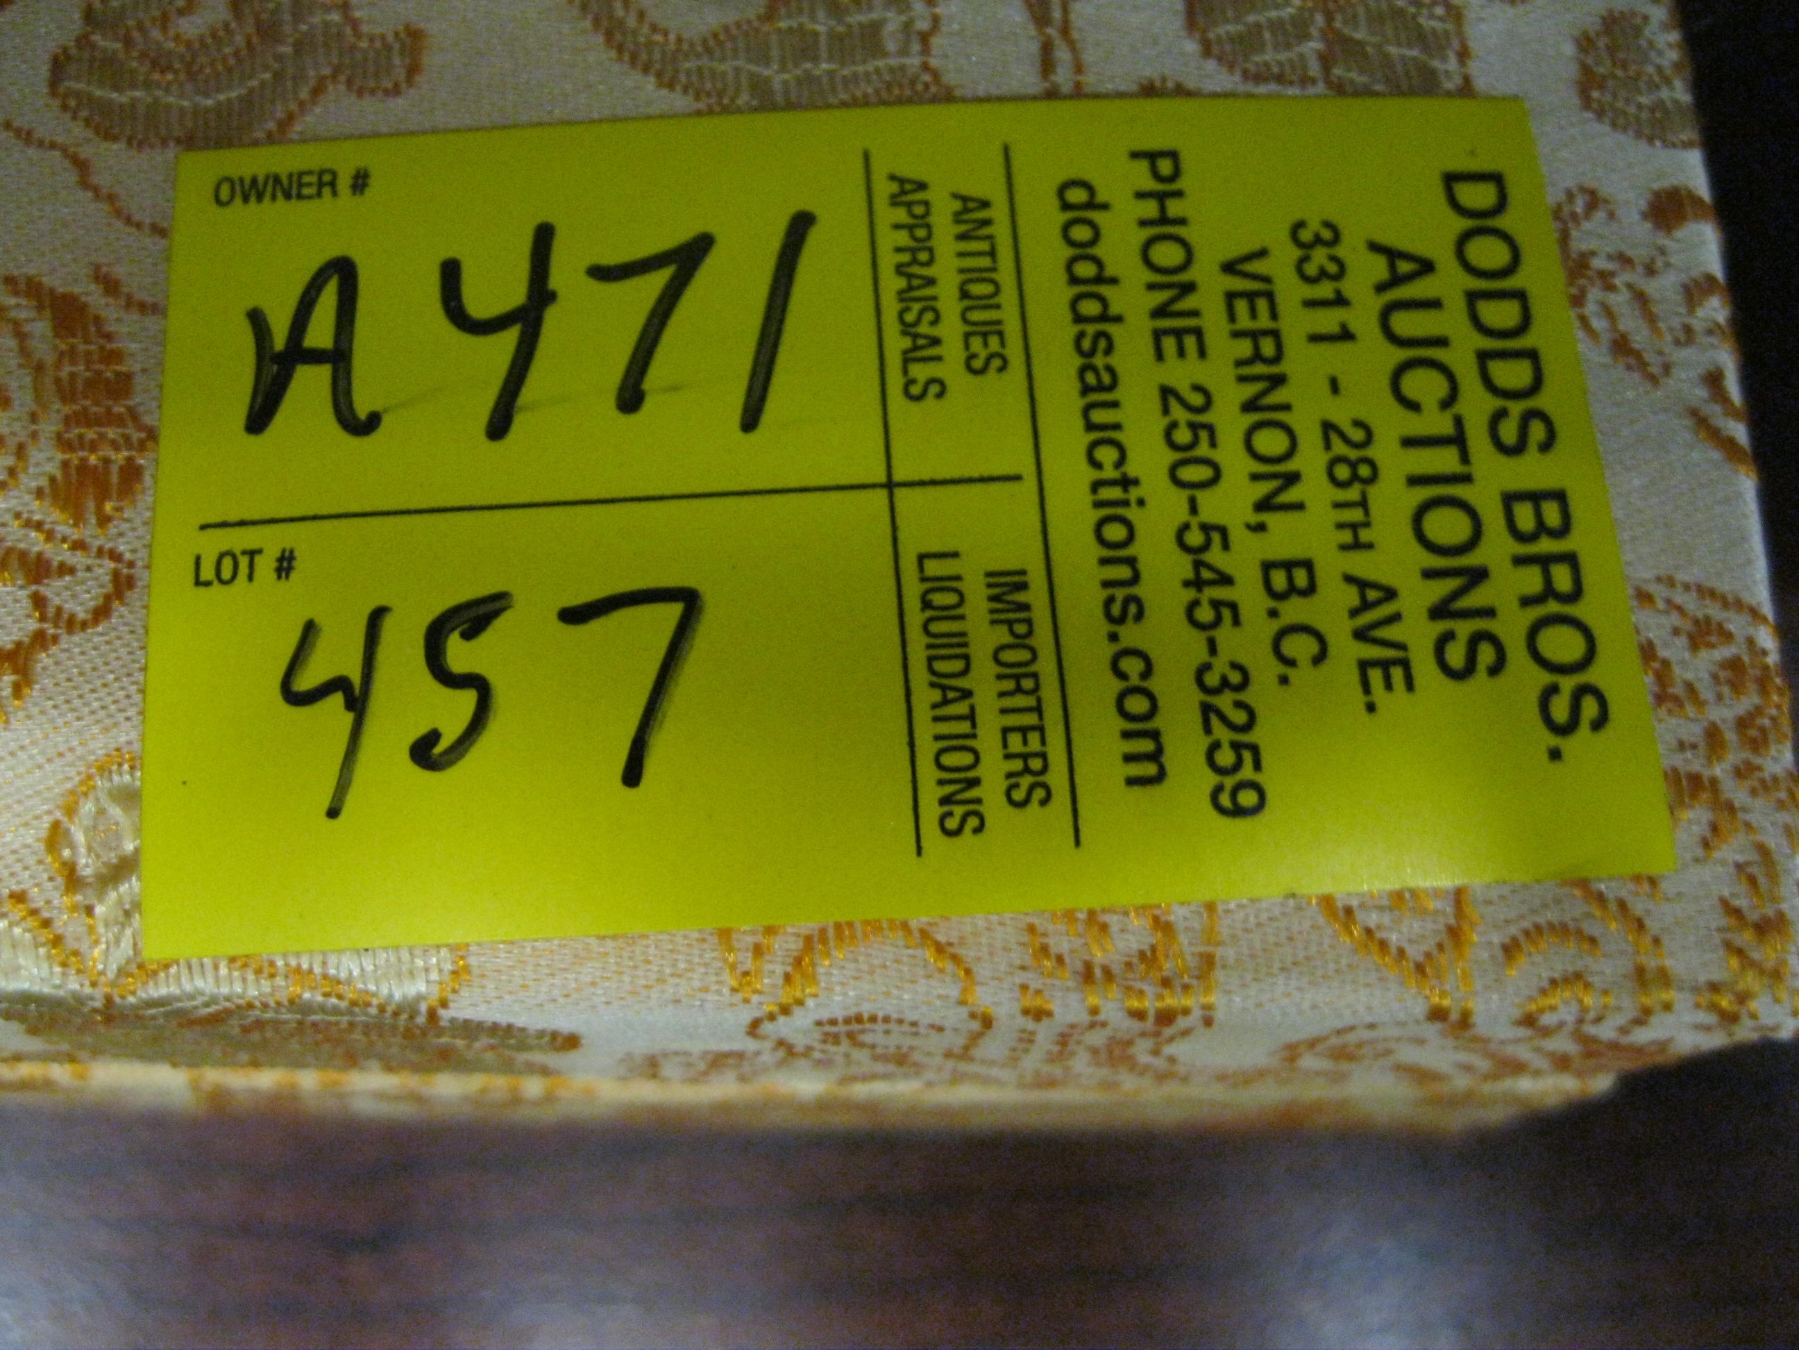 DODDS BROS.
AUCTIONS
3311 - 28TH AVE.
VERNON, B.C.
PHONE 250-545-3259
doddsauctions.com
ANTIQUES
APPRAISALS
IMPORTERS
LIQUIDATIONS
OWNER #
A471
LOT #
457